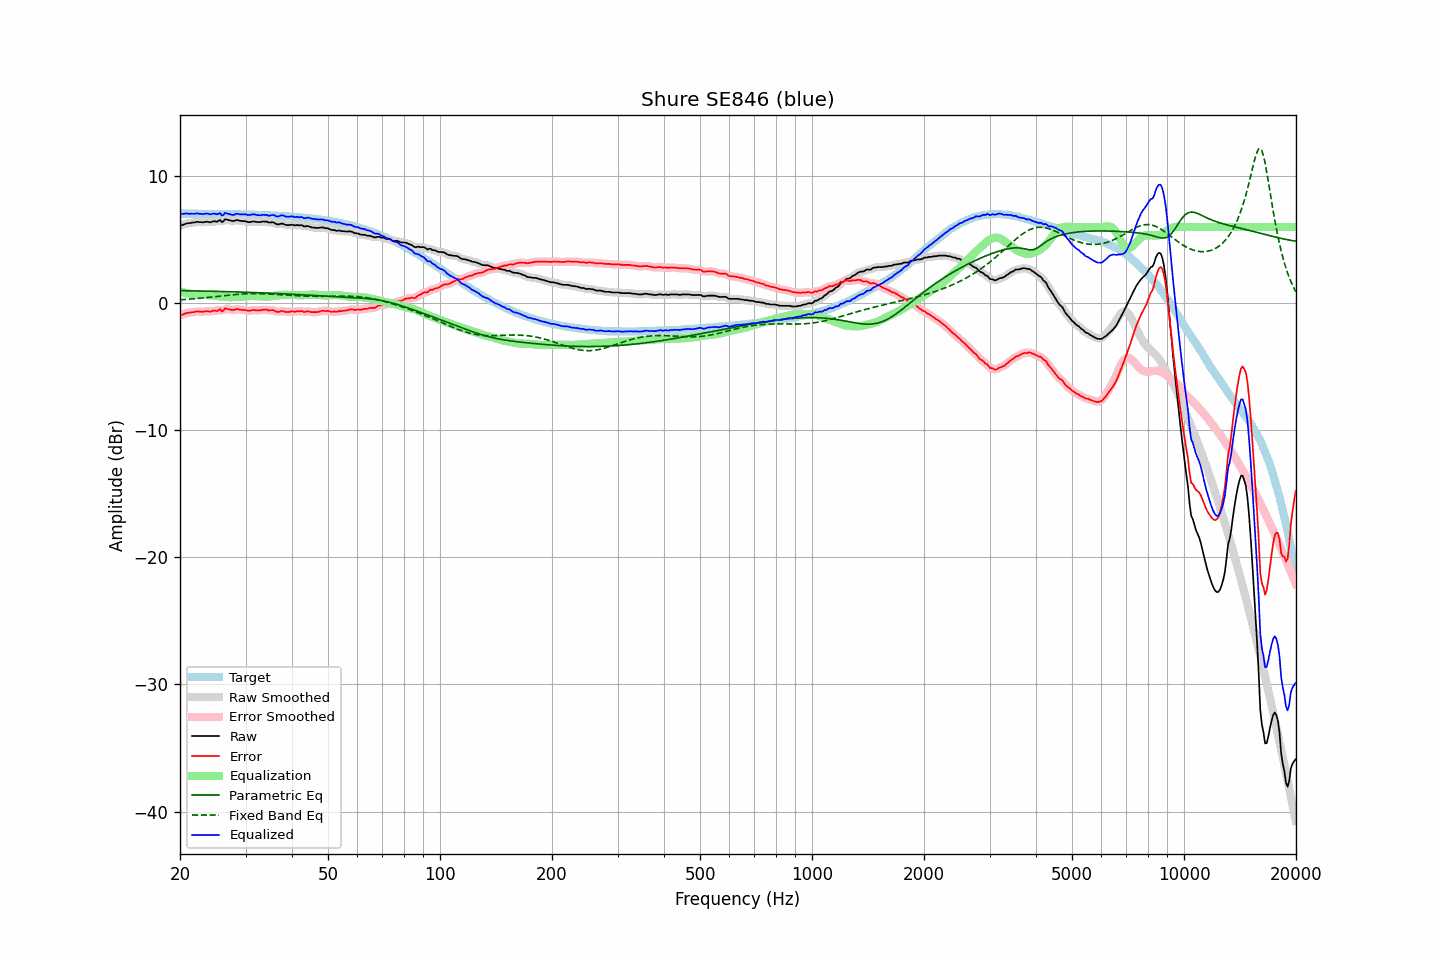 Shure SE846 (blue)
10
0
−10
−20
−30
−40
Amplitude (dBr)
Target
Raw Smoothed
Error Smoothed
Raw
Error
Equalization
Parametric Eq
Fixed Band Eq
Equalized
20 50 100 200 500 1000 2000 5000 10000 20000
Frequency (Hz)